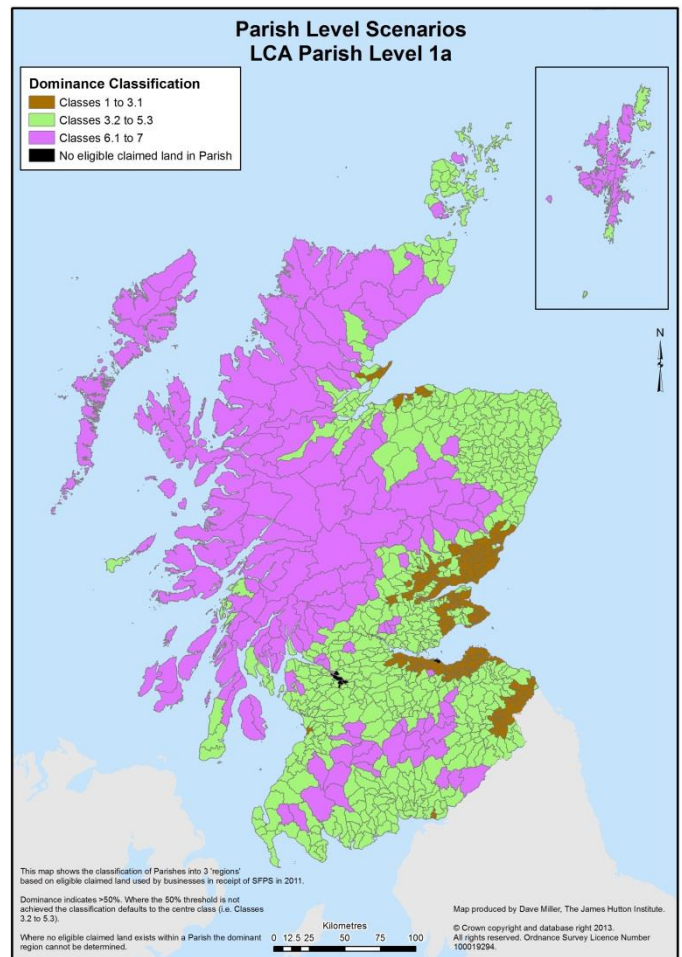 Parish Level Scenarios
LCA Parish Level 1a
Dominance Classification
Classes 1 to 3.1
Classes 3.2 to 5.3
Classes 6.1 to 7
No eligible claimed land in Parish
N
This map shows the classification of Parishes into 3 'regions'
based on eligible claimed land used by businesses in receipt of SFPS in 2011.
Dominance indicates >50%. Where the 50% threshold is not
achieved the classification defaults to the centre class (i.e. Classes
3.2 to 5.3).
Where no eligible claimed land exists within a Parish the dominant
region cannot be determined.
Kilometres
0 12.5 25 50 75 100
Map produced by Dave Miller, The James Hutton Institute.
© Crown copyright and database right 2013.
All rights reserved. Ordnance Survey Licence Number
100019294.